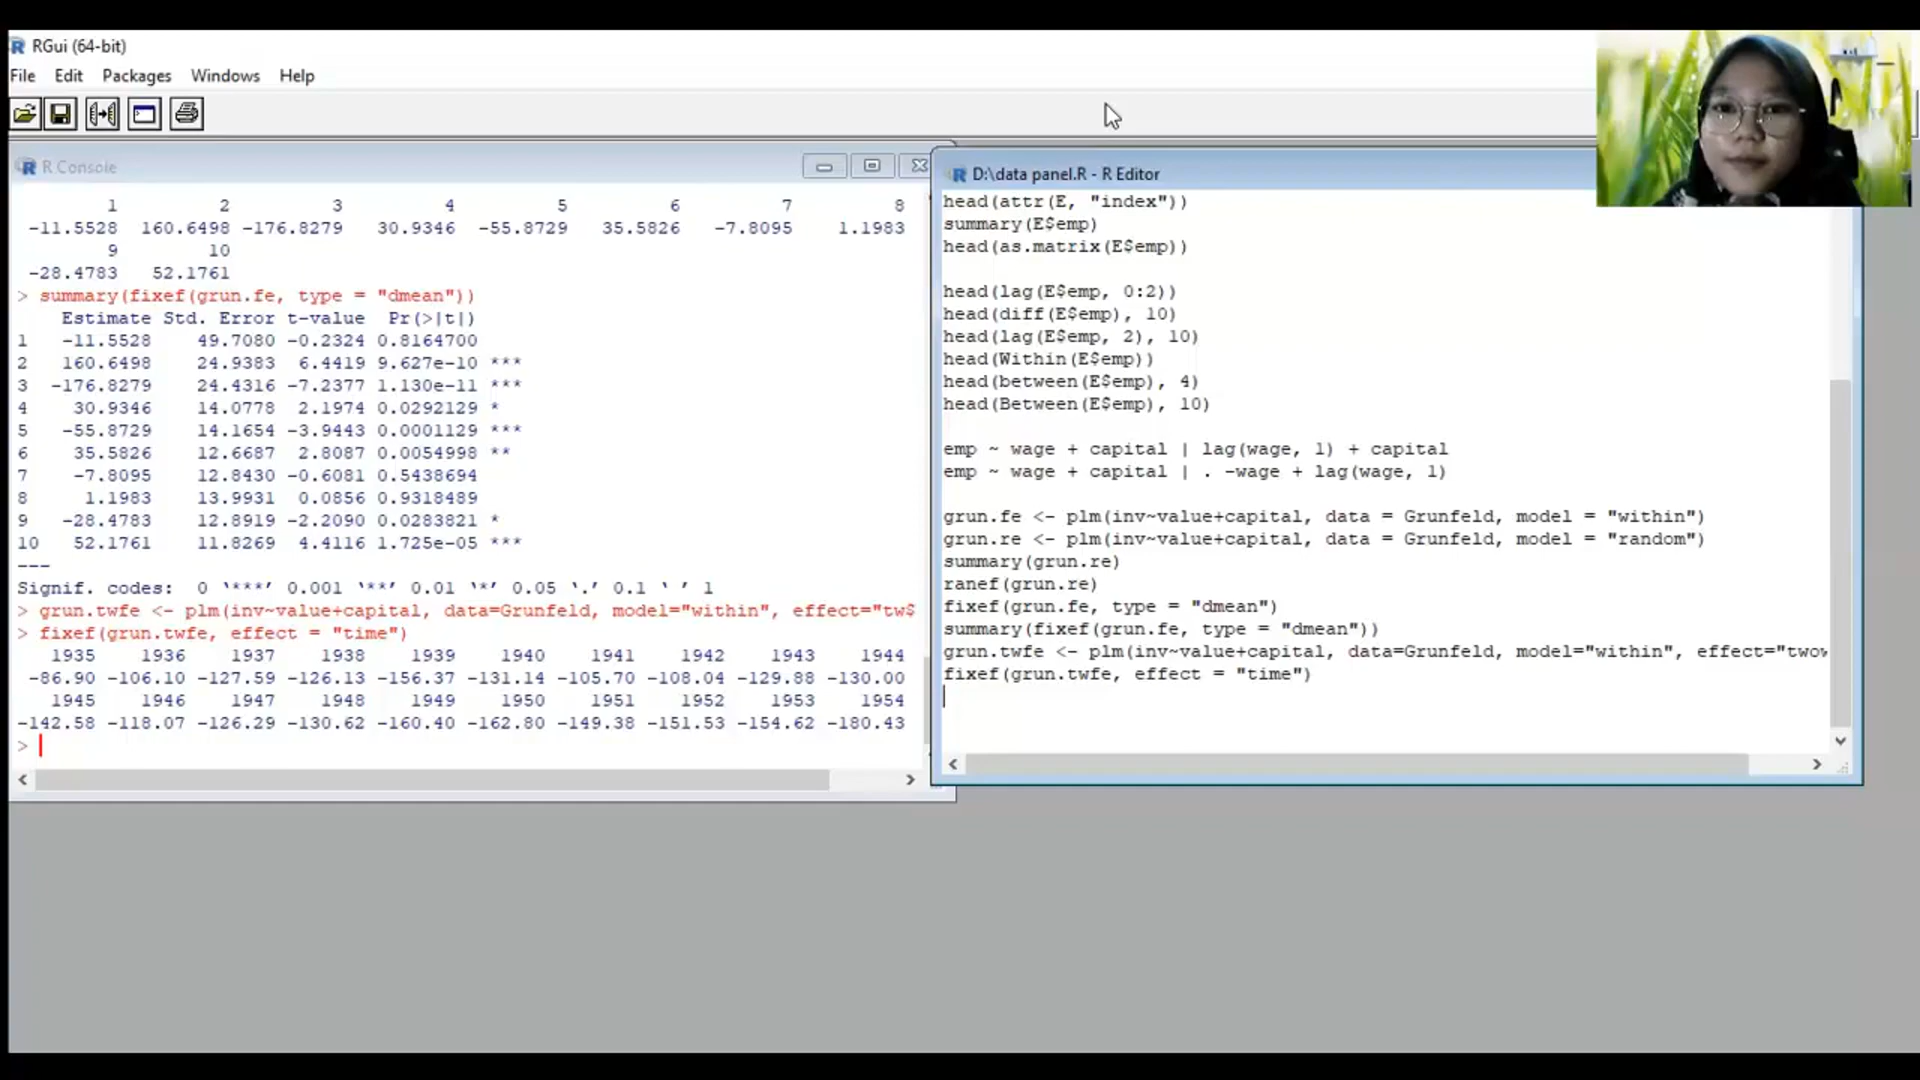 RGui (64-bit)
File Edit Packages Windows Help
R Console
1 2 3 4 5 6 7 8
-11.5528 160.6498 -176.8279 30.9346 -55.8729 35.5826 -7.8095 1.1983
9 10
-28.4783 52.1761
> summary(fixef(grun.fe, type = "dmean"))
Estimate Std. Error t-value Pr(>|t|)
1 -11.5528 49.7080 -0.2324 0.8164700
2 160.6498 24.9383 6.4419 9.627e-10 ***
3 -176.8279 24.4316 -7.2377 1.130e-11 ***
4 30.9346 14.0778 2.1974 0.0292129 *
5 -55.8729 14.1654 -3.9443 0.0001129 ***
6 35.5826 12.6687 2.8087 0.0054998 **
7 -7.8095 12.8430 -0.6081 0.5438694
8 1.1983 13.9931 0.0856 0.9318489
9 -28.4783 12.8919 -2.2090 0.0283821 *
10 52.1761 11.8269 4.4116 1.725e-05 ***
---
Signif. codes: 0 ‘***’ 0.001 ‘**’ 0.01 ‘*’ 0.05 ‘.’ 0.1 ‘ ’ 1
> grun.twfe <- plm(inv~value+capital, data=Grunfeld, model="within", effect="tw$
> fixef(grun.twfe, effect = "time")
1935 1936 1937 1938 1939 1940 1941 1942 1943 1944
-86.90 -106.10 -127.59 -126.13 -156.37 -131.14 -105.70 -108.04 -129.88 -130.00
1945 1946 1947 1948 1949 1950 1951 1952 1953 1954
-142.58 -118.07 -126.29 -130.62 -160.40 -162.80 -149.38 -151.53 -154.62 -180.43
>
D:\data panel.R - R Editor
head(attr(E, "index"))
summary(E$emp)
head(as.matrix(E$emp))
head(lag(E$emp, 0:2))
head(diff(E$emp), 10)
head(lag(E$emp, 2), 10)
head(Within(E$emp))
head(between(E$emp), 4)
head(Between(E$emp), 10)
emp ~ wage + capital | lag(wage, 1) + capital
emp ~ wage + capital | . -wage + lag(wage, 1)
grun.fe <- plm(inv~value+capital, data = Grunfeld, model = "within")
grun.re <- plm(inv~value+capital, data = Grunfeld, model = "random")
summary(grun.re)
ranef(grun.re)
fixef(grun.fe, type = "dmean")
summary(fixef(grun.fe, type = "dmean"))
grun.twfe <- plm(inv~value+capital, data=Grunfeld, model="within", effect="twow
fixef(grun.twfe, effect = "time")